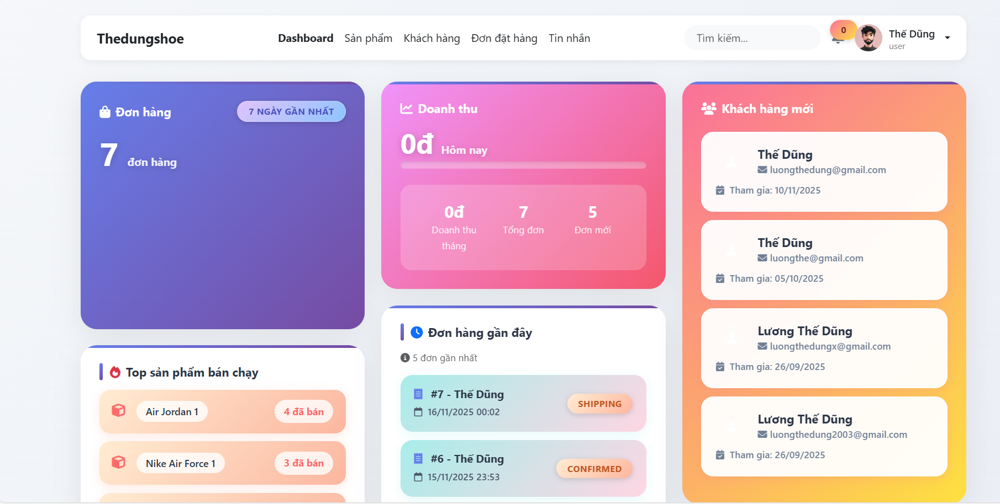 Thedungshoe
Dashboard Sản phẩm Khách hàng Đơn đặt hàng Tin nhắn
Tìm kiếm...
0
Thế Dũng
user
Đơn hàng
7 NGÀY GẦN NHẤT
7 đơn hàng
Top sản phẩm bán chạy
Air Jordan 1
4 đã bán
Nike Air Force 1
3 đã bán
Doanh thu
0đ Hôm nay
0đ
Doanh thu
tháng
7
Tổng đơn
5
Đơn mới
Đơn hàng gần đây
5 đơn gần nhất
#7 - Thế Dũng
16/11/2025 00:02
SHIPPING
#6 - Thế Dũng
15/11/2025 23:53
CONFIRMED
Khách hàng mới
Thế Dũng
luongthedung@gmail.com
Tham gia: 10/11/2025
Thế Dũng
luongthe@gmail.com
Tham gia: 05/10/2025
Lương Thế Dũng
luongthedungx@gmail.com
Tham gia: 26/09/2025
Lương Thế Dũng
luongthedung2003@gmail.com
Tham gia: 26/09/2025